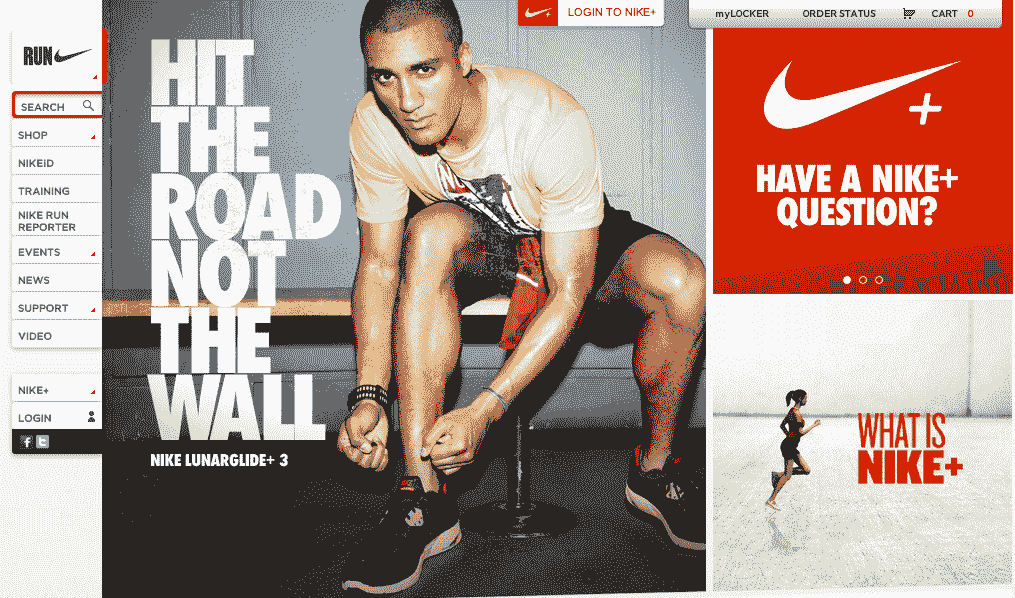 LOGIN TO NIKE+
myLOCKER
ORDER STATUS
CART 0
RUN
SEARCH
SHOP
NIKEiD
TRAINING
NIKE RUN
REPORTER
EVENTS
NEWS
SUPPORT
VIDEO
NIKE+
LOGIN
HIT
THE
ROAD
NOT
THE
WALL
NIKE LUNARGLIDE+ 3
+
HAVE A NIKE+
QUESTION?
WHAT IS
NIKE+